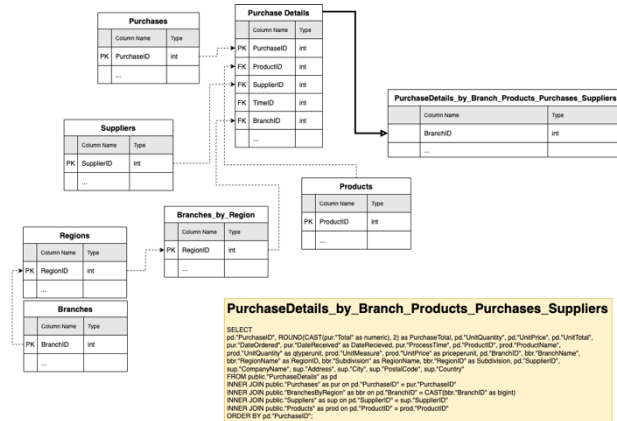 Purchase Details
Column Name Type
PK PurchaseID int
FK ProductID int
FK SupplierID int
FK TimeID int
FK BranchID int
...
Purchases
Column Name Type
PK PurchaseID int
...
PurchaseDetails_by_Branch_Products_Purchases_Suppliers
Column Name Type
BranchID int
...
Suppliers
Column Name Type
PK SupplierID int
...
Products
Column Name Type
PK ProductID int
...
Branches_by_Region
Column Name Type
PK RegionID int
...
Regions
Column Name Type
PK RegionID int
...
Branches
Column Name Type
PK BranchID int
...
PurchaseDetails_by_Branch_Products_Purchases_Suppliers
SELECT
pd."PurchaseID", ROUND(CAST(pur."Total" as numeric), 2) as PurchaseTotal, pd."UnitQuantity", pd."UnitPrice", pd."UnitTotal",
pur."DateOrdered", pur."DateReceived" as DateRecieved, pur."ProcessTime", pd."ProductID", prod."ProductName",
prod."UnitQuantity" as qtyperunit, prod."UnitMeasure", prod."UnitPrice" as priceperunit, pd."BranchID", bbr."BranchName",
bbr."RegionName" as RegionID, bbr."Subdivision" as RegionName, bbr."RegionID" as Subdivision, pd."SupplierID",
sup."CompanyName", sup."Address", sup."City", sup."PostalCode", sup."Country"
FROM public."PurchaseDetails" as pd
INNER JOIN public."Purchases" as pur on pd."PurchaseID" = pur."PurchaseID"
INNER JOIN public."BranchesByRegion" as bbr on pd."BranchID" = CAST(bbr."BranchID" as bigint)
INNER JOIN public."Suppliers" as sup on pd."SupplierID" = sup."SupplierID"
INNER JOIN public."Products" as prod on pd."ProductID" = prod."ProductID"
ORDER BY pd."PurchaseID";